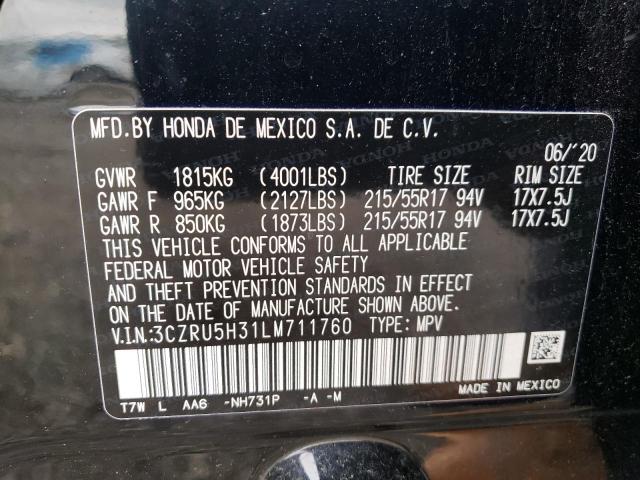 MFD.BY HONDA DE MEXICO S.A. DE C.V.
06/'20
GVWR 1815KG (4001LBS) TIRE SIZE RIM SIZE
GAWR F 965KG (2127LBS) 215/55R17 94V 17X7.5J
GAWR R 850KG (1873LBS) 215/55R17 94V 17X7.5J
THIS VEHICLE CONFORMS TO ALL APPLICABLE
FEDERAL MOTOR VEHICLE SAFETY
AND THEFT PREVENTION STANDARDS IN EFFECT
ON THE DATE OF MANUFACTURE SHOWN ABOVE.
V.I.N.:3CZRU5H31LM711760 TYPE: MPV
MADE IN MEXICO
T7W L AA6 -NH731P -A -M